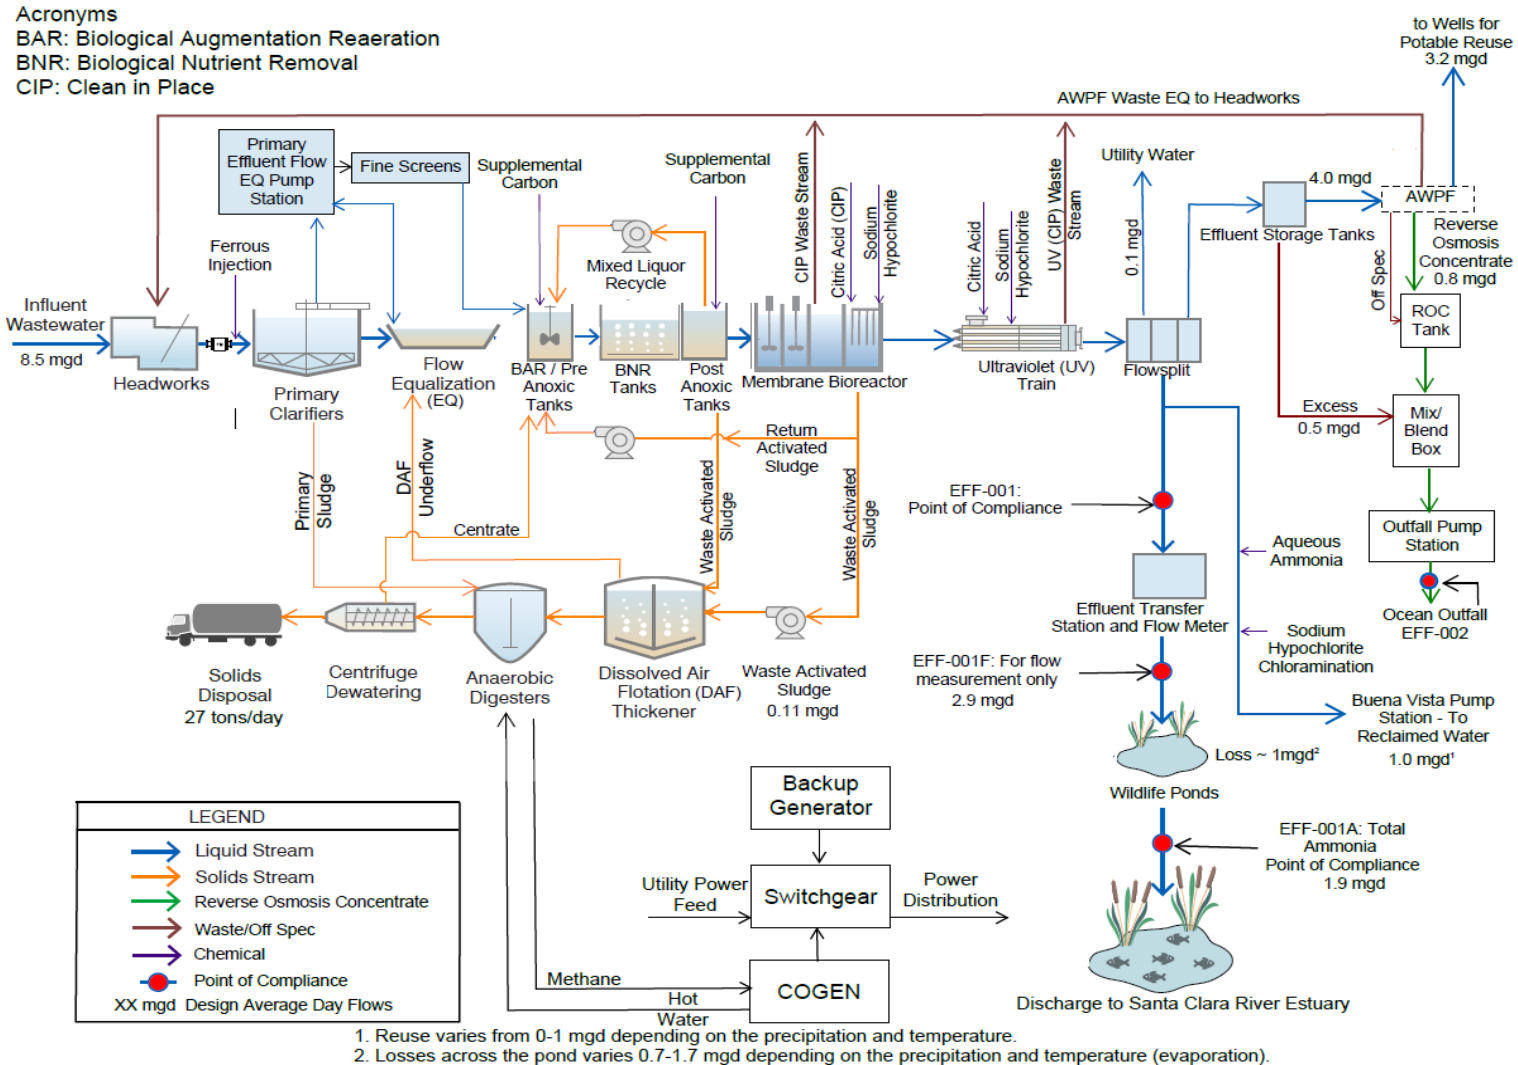 Acronyms
BAR: Biological Augmentation Reaeration
BNR: Biological Nutrient Removal
CIP: Clean in Place
to Wells for
Potable Reuse
3.2 mgd
AWPF Waste EQ to Headworks
Primary
Effluent Flow
EQ Pump
Station
Fine Screens
Supplemental
Carbon
Supplemental
Carbon
CIP Waste Stream
Citric Acid (CIP)
Sodium
Hypochlorite
Citric Acid
Sodium
Hypochlorite
UV (CIP) Waste
Stream
Utility Water
0.1 mgd
4.0 mgd
AWPF
Effluent Storage Tanks
Reverse
Osmosis
Concentrate
0.8 mgd
Off Spec
ROC
Tank
Ferrous
Injection
Mixed Liquor
Recycle
Influent
Wastewater
8.5 mgd
Headworks
Primary
Clarifiers
Flow
Equalization
(EQ)
BAR / Pre
Anoxic
Tanks
BNR
Tanks
Post
Anoxic
Tanks
Membrane Bioreactor
Ultraviolet (UV)
Train
Flowsplit
Excess
0.5 mgd
Mix/
Blend
Box
Return
Activated
Sludge
Primary
Sludge
DAF
Underflow
Centrate
Waste Activated
Sludge
Waste Activated
Sludge
EFF-001:
Point of Compliance
Aqueous
Ammonia
Outfall Pump
Station
Ocean Outfall
EFF-002
Effluent Transfer
Station and Flow Meter
Sodium
Hypochlorite
Chloramination
EFF-001F: For flow
measurement only
2.9 mgd
Solids
Disposal
27 tons/day
Centrifuge
Dewatering
Anaerobic
Digesters
Dissolved Air
Flotation (DAF)
Thickener
Waste Activated
Sludge
0.11 mgd
Buena Vista Pump
Station - To
Reclaimed Water
1.0 mgd¹
Loss ~ 1mgd²
Wildlife Ponds
EFF-001A: Total
Ammonia
Point of Compliance
1.9 mgd
Discharge to Santa Clara River Estuary
Backup
Generator
Utility Power
Feed
Switchgear
Power
Distribution
Methane
Hot
Water
COGEN
LEGEND
Liquid Stream
Solids Stream
Reverse Osmosis Concentrate
Waste/Off Spec
Chemical
Point of Compliance
XX mgd Design Average Day Flows
1. Reuse varies from 0-1 mgd depending on the precipitation and temperature.
2. Losses across the pond varies 0.7-1.7 mgd depending on the precipitation and temperature (evaporation).